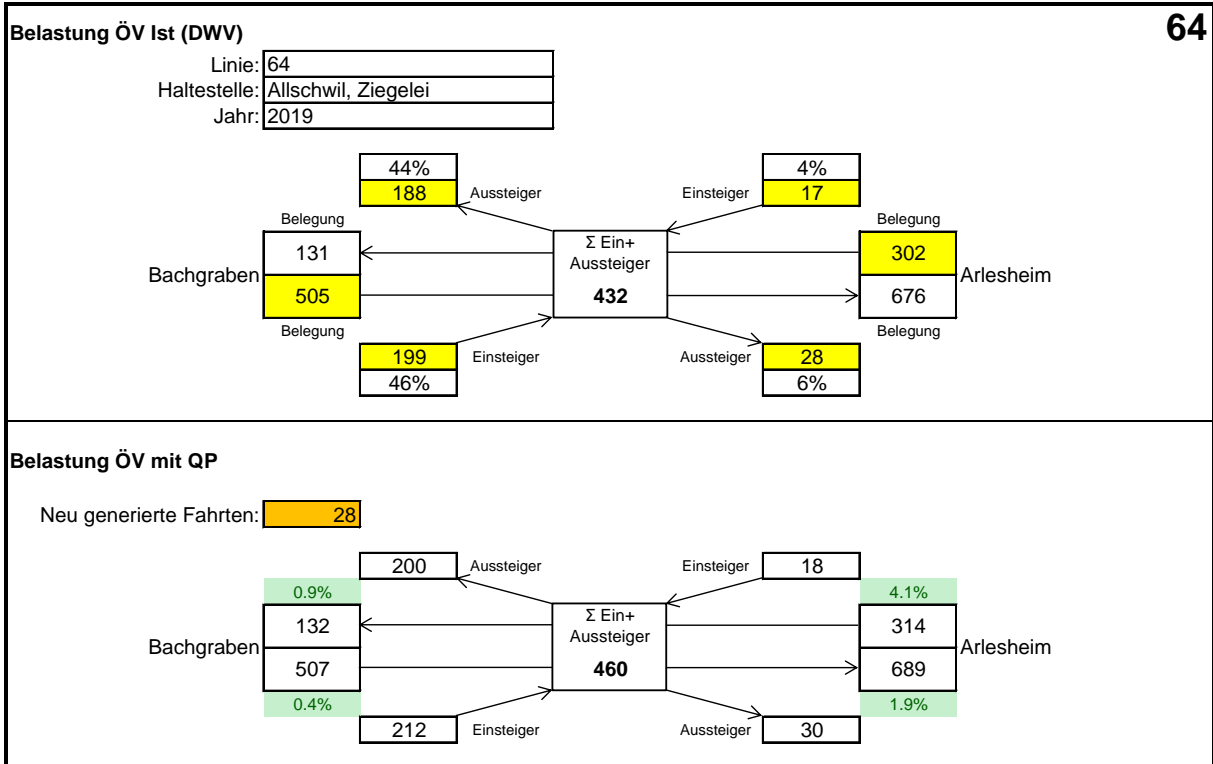 Belastung ÖV Ist (DWV)
64
Linie: 64
Haltestelle: Allschwil, Ziegelei
Jahr: 2019
44% 4%
188 Aussteiger Einsteiger 17
Belegung Belegung
131 Σ Ein+ 302
Bachgraben Aussteiger Arlesheim
505 432 676
Belegung Belegung
199 Einsteiger Aussteiger 28
46% 6%
Belastung ÖV mit QP
Neu generierte Fahrten: 28
200 Aussteiger Einsteiger 18
0.9% 4.1%
132 Σ Ein+ 314
Bachgraben Aussteiger Arlesheim
507 460 689
0.4% 1.9%
212 Einsteiger Aussteiger 30